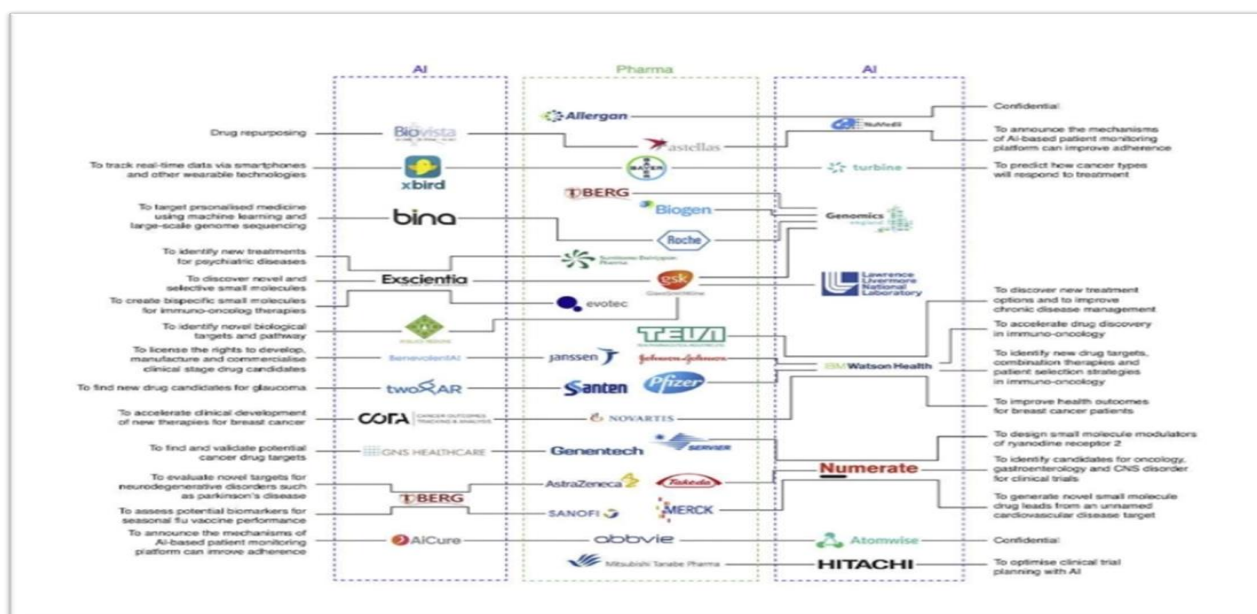 AI
Pharma
AI
Drug repurposing
To track real-time data via smartphones
and other wearable technologies
To target prsonalised medicine
using machine learning and
large-scale genome sequencing
To identify new treatments
for psychiatric diseases
To discover novel and
selective small molecules
To create bispecific small molecules
for immuno-oncolog therapies
To identify novel biological
targets and pathway
To license the rights to develop,
manufacture and commercialise
clinical stage drug candidates
To find new drug candidates for glaucoma
To accelerate clinical development
of new therapies for breast cancer
To find and validate potential
cancer drug targets
To evaluate novel targets for
neurodegenerative disorders such
as parkinson's disease
To assess potential biomarkers for
seasonal flu vaccine performance
To announce the mechanisms of
AI-based patient monitoring
platform can imrove adherence
Biovista
xbird
bina
Exscientia
BenevolentAI
twoXAR
COTA
CANCER OUTCOMES
TRACKING & ANALYSIS
GNS HEALTHCARE
BERG
AiCure
Allergan
astellas
BAYER
BERG
Biogen
Roche
Sumitomo Dainippon
Pharma
gsk
GlaxoSmithKline
evotec
TEVA
janssen
Johnson & Johnson
Santen
Pfizer
NOVARTIS
Genentech
SERVIER
AstraZeneca
Takeda
SANOFI
MERCK
abbvie
Mitsubishi Tanabe Pharma
NuMedii
turbine
Genomics
england
Lawrence
Livermore
National
Laboratory
IBM Watson Health
Numerate
Atomwise
HITACHI
Confidential
To announce the mechanisms
of AI-based patient monitoring
platform can improve adherence
To predict how cancer types
will respond to treatment
To discover new treatment
options and to improve
chronic disease management
To accelerate drug discovery
in immuno-oncology
To identify new drug targets,
combination therapies and
patient selection strategies
in immuno-oncology
To improve health outcomes
for breast cancer patients
To design small molecule modulators
of ryanodine receptor 2
To identify candidates for oncology,
gastroenterology and CNS disorder
for clinical trials
To generate novel small molecule
drug leads from an unnamed
cardiovascular disease target
Confidential
To optimise clinical trial
planning with AI